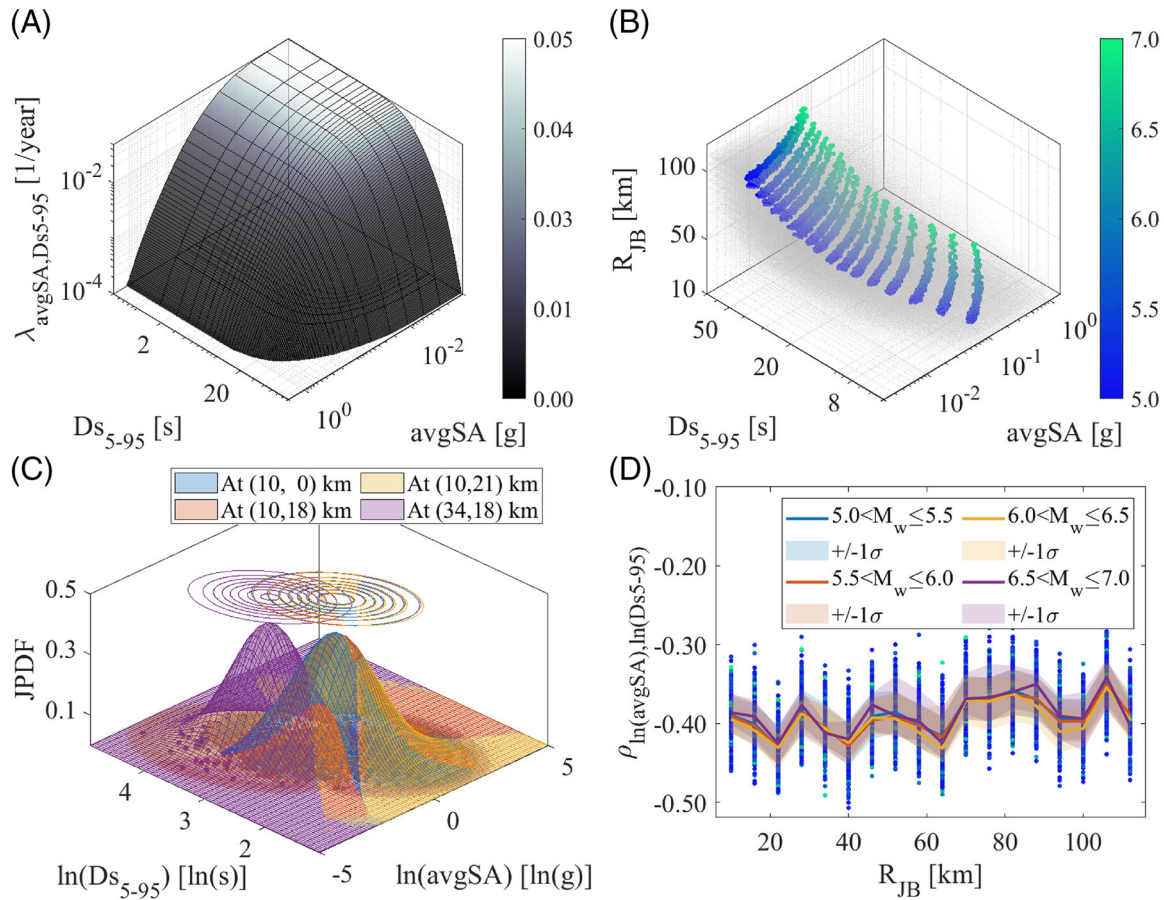 (A)
λavgSA,Ds5-95 [1/year]
10-2
10-4
2
20
Ds5-95 [s]
100
10-2
avgSA [g]
0.05
0.04
0.03
0.01
0.00
(B)
RJB [km]
100
50
10
50
20
8
Ds5-95 [s]
10-2
10-1
100
avgSA [g]
7.0
6.5
6.0
5.5
5.0
(C)
At (10, 0) km
At (10,21) km
At (10,18) km
At (34,18) km
JPDF
0.5
0.3
0.1
4
3
2
ln(Ds5-95) [ln(s)]
-5
0
5
ln(avgSA) [ln(g)]
(D)
ρln(avgSA),ln(Ds5-95)
-0.10
-0.20
-0.30
-0.40
-0.50
5.0<Mw≤5.5
6.0<Mw≤6.5
+/-1σ
+/-1σ
5.5<Mw≤6.0
6.5<Mw≤7.0
+/-1σ
+/-1σ
20
40
60
80
100
RJB [km]